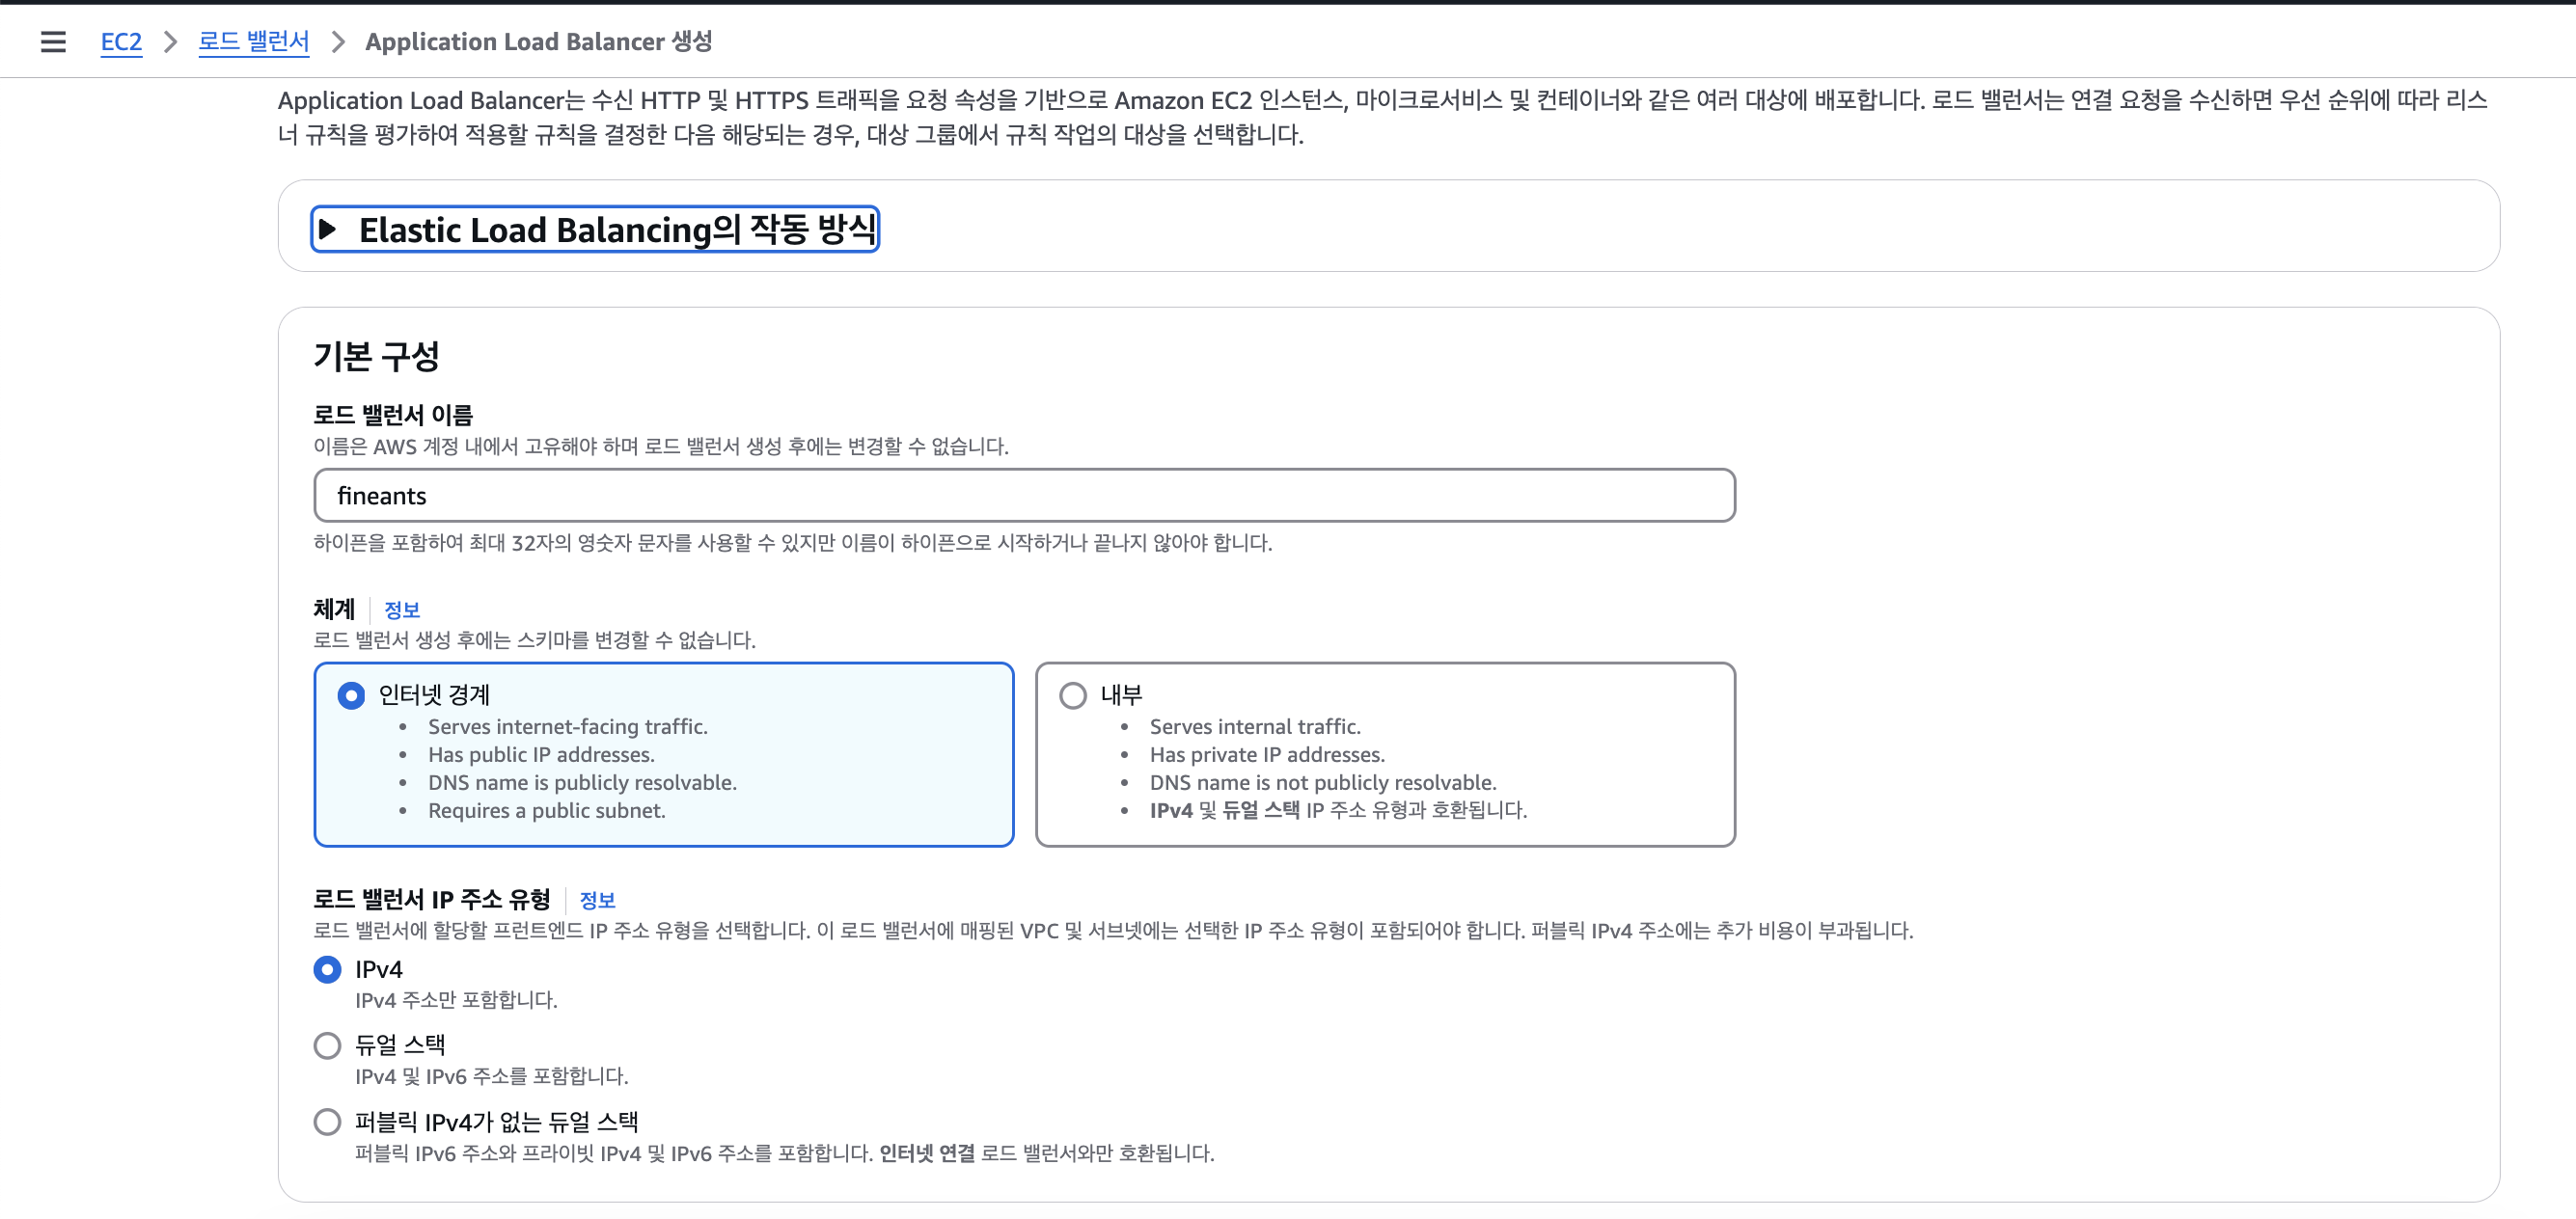 EC2 > 로드 밸런서 > Application Load Balancer 생성
Application Load Balancer는 수신 HTTP 및 HTTPS 트래픽을 요청 속성을 기반으로 Amazon EC2 인스턴스, 마이크로서비스 및 컨테이너와 같은 여러 대상에 배포합니다. 로드 밸런서는 연결 요청을 수신하면 우선 순위에 따라 리스
너 규칙을 평가하여 적용할 규칙을 결정한 다음 해당되는 경우, 대상 그룹에서 규칙 작업의 대상을 선택합니다.
Elastic Load Balancing의 작동 방식
기본 구성
로드 밸런서 이름
이름은 AWS 계정 내에서 고유해야 하며 로드 밸런서 생성 후에는 변경할 수 없습니다.
fineants
하이픈을 포함하여 최대 32자의 영숫자 문자를 사용할 수 있지만 이름이 하이픈으로 시작하거나 끝나지 않아야 합니다.
체계 정보
로드 밸런서 생성 후에는 스키마를 변경할 수 없습니다.
인터넷 경계
• Serves internet-facing traffic.
• Has public IP addresses.
• DNS name is publicly resolvable.
• Requires a public subnet.
내부
• Serves internal traffic.
• Has private IP addresses.
• DNS name is not publicly resolvable.
• IPv4 및 듀얼 스택 IP 주소 유형과 호환됩니다.
로드 밸런서 IP 주소 유형 정보
로드 밸런서에 할당할 프런트엔드 IP 주소 유형을 선택합니다. 이 로드 밸런서에 매핑된 VPC 및 서브넷에는 선택한 IP 주소 유형이 포함되어야 합니다. 퍼블릭 IPv4 주소에는 추가 비용이 부과됩니다.
IPv4
IPv4 주소만 포함합니다.
듀얼 스택
IPv4 및 IPv6 주소를 포함합니다.
퍼블릭 IPv4가 없는 듀얼 스택
퍼블릭 IPv6 주소와 프라이빗 IPv4 및 IPv6 주소를 포함합니다. 인터넷 연결 로드 밸런서와만 호환됩니다.